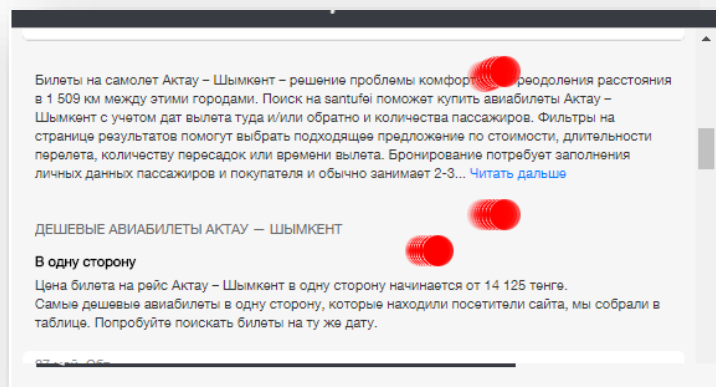 Билеты на самолет Актау – Шымкент – решение проблемы расстояния
в 1 509 км между этими городами. Поиск на santufei поможет купить авиабилеты Актау –
Шымкент с учетом дат вылета туда и/или обратно и количества пассажиров. Фильтры на
странице результатов помогут выбрать подходящее предложение по стоимости, длительности
перелета, количеству пересадок или времени вылета. Бронирование потребует заполнения
личных данных пассажиров и покупателя и обычно занимает 2-3... Читать дальше
ДЕШЕВЫЕ АВИАБИЛЕТЫ АКТАУ — ШЫМКЕНТ
В одну сторону
Цена билета на рейс Актау – Шымкент в одну сторону начинается от 14 125 тенге.
Самые дешевые авиабилеты в одну сторону, которые находили посетители сайта, мы собрали в
таблице. Попробуйте поискать билеты на ту же дату.